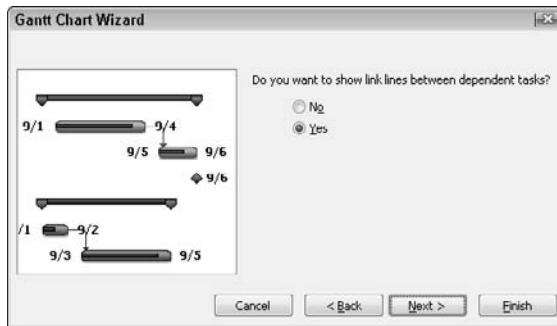 Gantt Chart Wizard
Do you want to show link lines between dependent tasks?
No
Yes
9/1 9/4
9/5 9/6
9/6
/1 9/2
9/3 9/5
Cancel
< Back
Next >
Finish